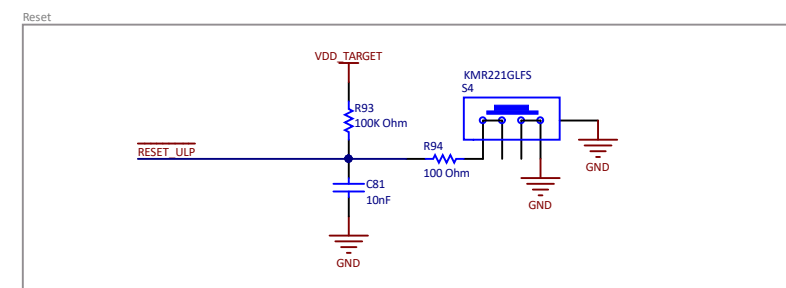 Reset
VDD_TARGET
KMR221GLFS
S4
R93
100K Ohm
RESET_ULP
R94
100 Ohm
GND
C81
10nF
GND
GND